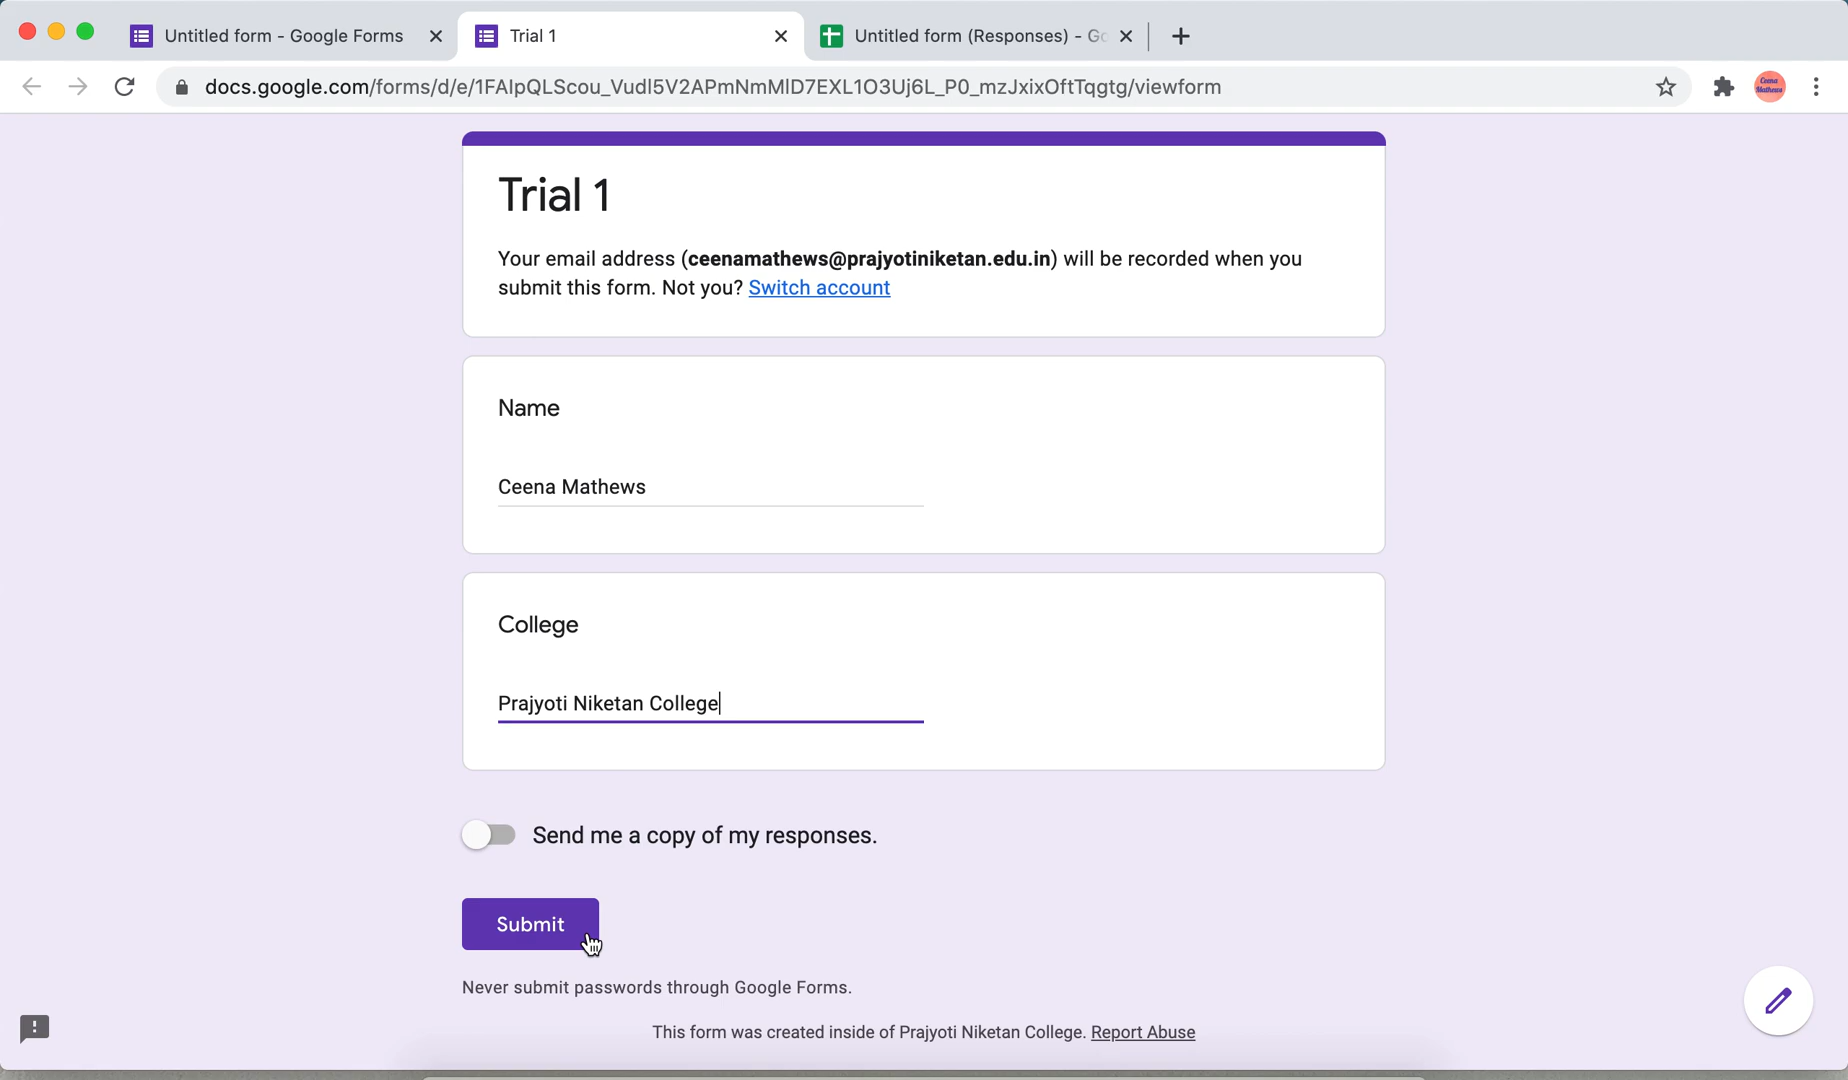 Untitled form - Google Forms
Trial 1
Untitled form (Responses) - Go
docs.google.com/forms/d/e/1FAIpQLScou_Vudl5V2APmNmMlD7EXL1O3Uj6L_P0_mzJxixOftTqgtg/viewform
Ceena Mathews
Trial 1
Your email address (ceenamathews@prajyotiniketan.edu.in) will be recorded when you
submit this form. Not you? Switch account
Name
Ceena Mathews
College
Prajyoti Niketan College
Send me a copy of my responses.
Submit
Never submit passwords through Google Forms.
This form was created inside of Prajyoti Niketan College. Report Abuse